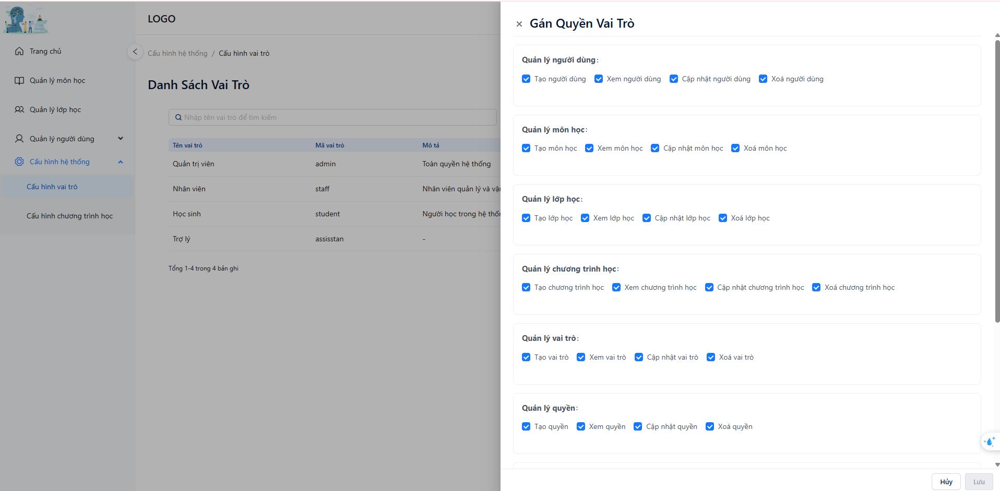 LOGO
Trang chủ
Quản lý môn học
Quản lý lớp học
Quản lý người dùng
Cấu hình hệ thống
Cấu hình vai trò
Cấu hình chương trình học
Cấu hình hệ thống / Cấu hình vai trò
Danh Sách Vai Trò
Nhập tên vai trò để tìm kiếm
Tên vai trò Mã vai trò Mô tả
Quản trị viên admin Toàn quyền hệ thống
Nhân viên staff Nhân viên quản lý và vận
Học sinh student Người học trong hệ thốn
Trợ lý assisstan -
Tổng 1-4 trong 4 bản ghi
Gán Quyền Vai Trò
Quản lý người dùng:
Tạo người dùng Xem người dùng Cập nhật người dùng Xoá người dùng
Quản lý môn học:
Tạo môn học Xem môn học Cập nhật môn học Xoá môn học
Quản lý lớp học:
Tạo lớp học Xem lớp học Cập nhật lớp học Xoá lớp học
Quản lý chương trình học:
Tạo chương trình học Xem chương trình học Cập nhật chương trình học Xoá chương trình học
Quản lý vai trò:
Tạo vai trò Xem vai trò Cập nhật vai trò Xoá vai trò
Quản lý quyền:
Tạo quyền Xem quyền Cập nhật quyền Xoá quyền
Hủy Lưu